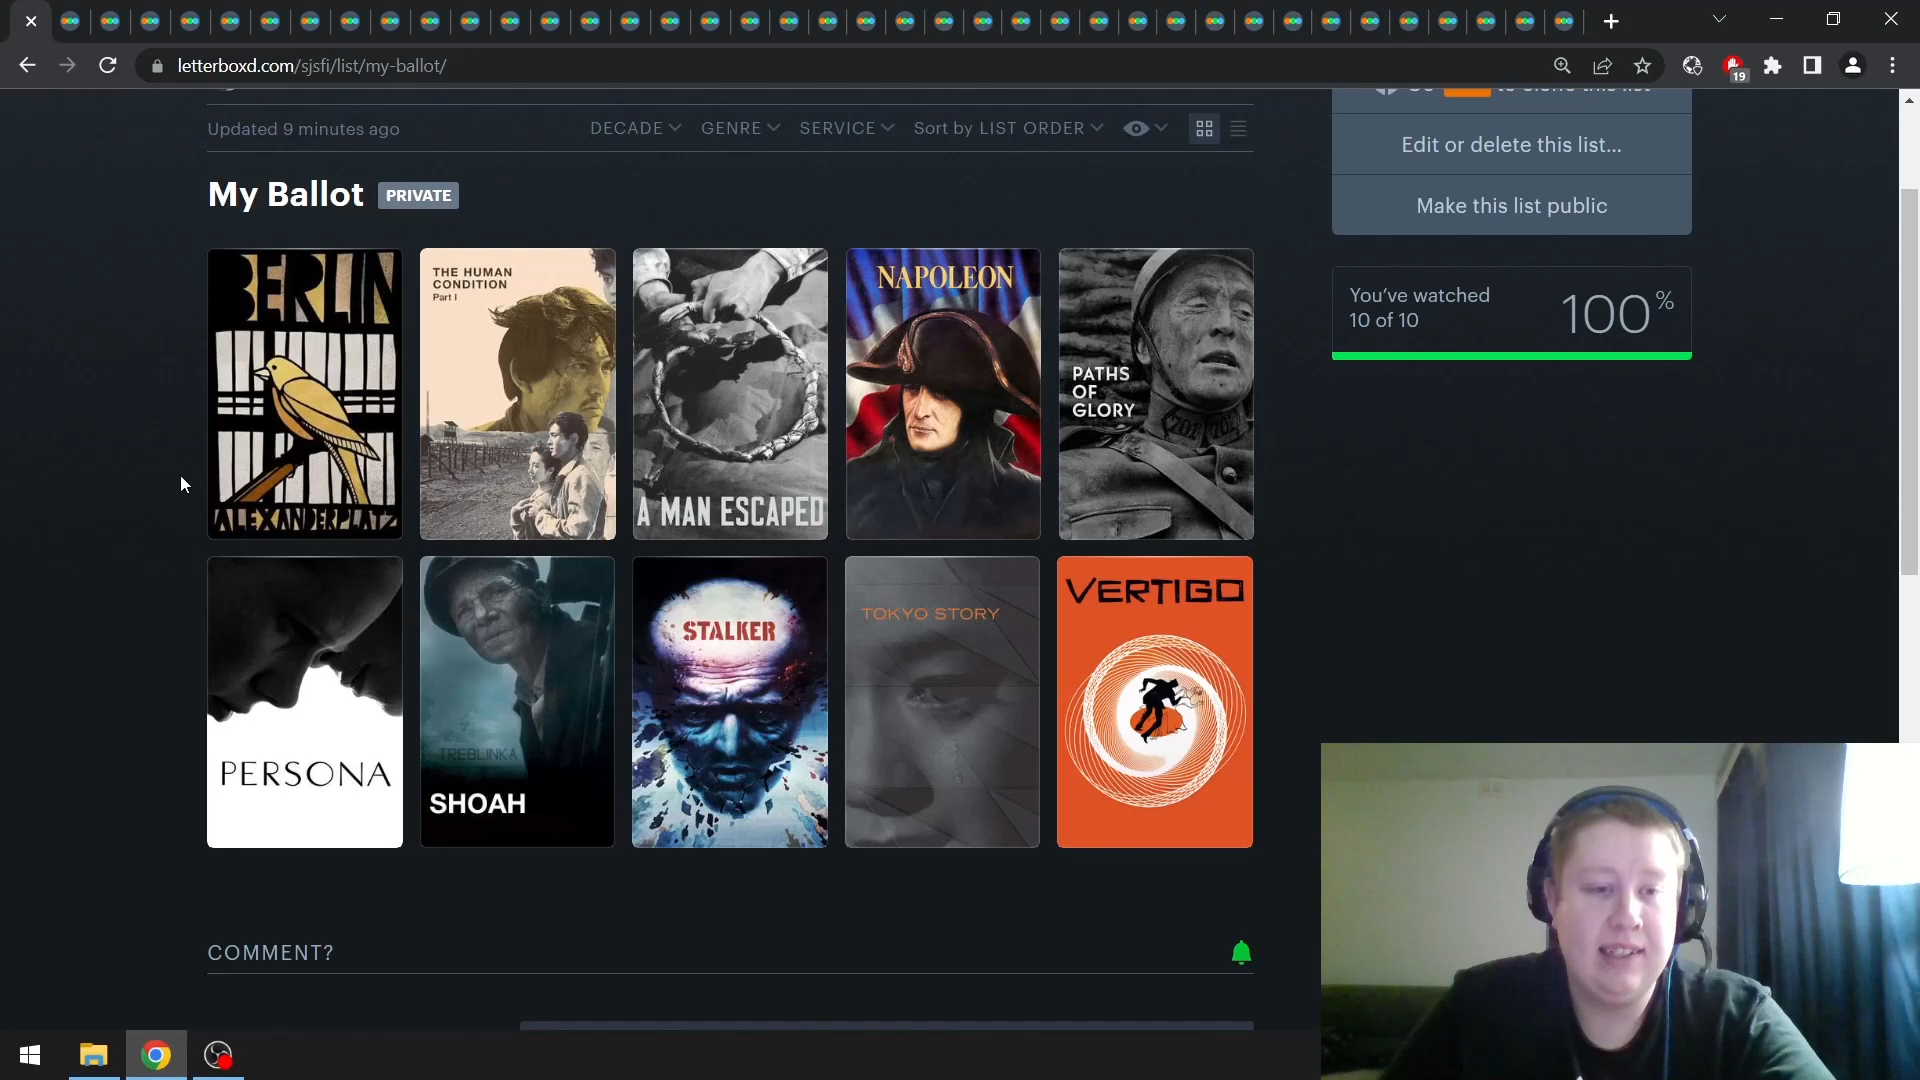 letterboxd.com/sjsfi/list/my-ballot/
19
Updated 9 minutes ago
DECADE
GENRE
SERVICE
Sort by LIST ORDER
Edit or delete this list...
Make this list public
My Ballot
PRIVATE
You've watched
10 of 10
100%
BERLIN
ALEXANDERPLATZ
THE HUMAN
CONDITION
Part I
A MAN ESCAPED
NAPOLEON
PATHS
OF
GLORY
PERSONA
TREBLINKA
SHOAH
STALKER
TOKYO STORY
VERTIGO
COMMENT?